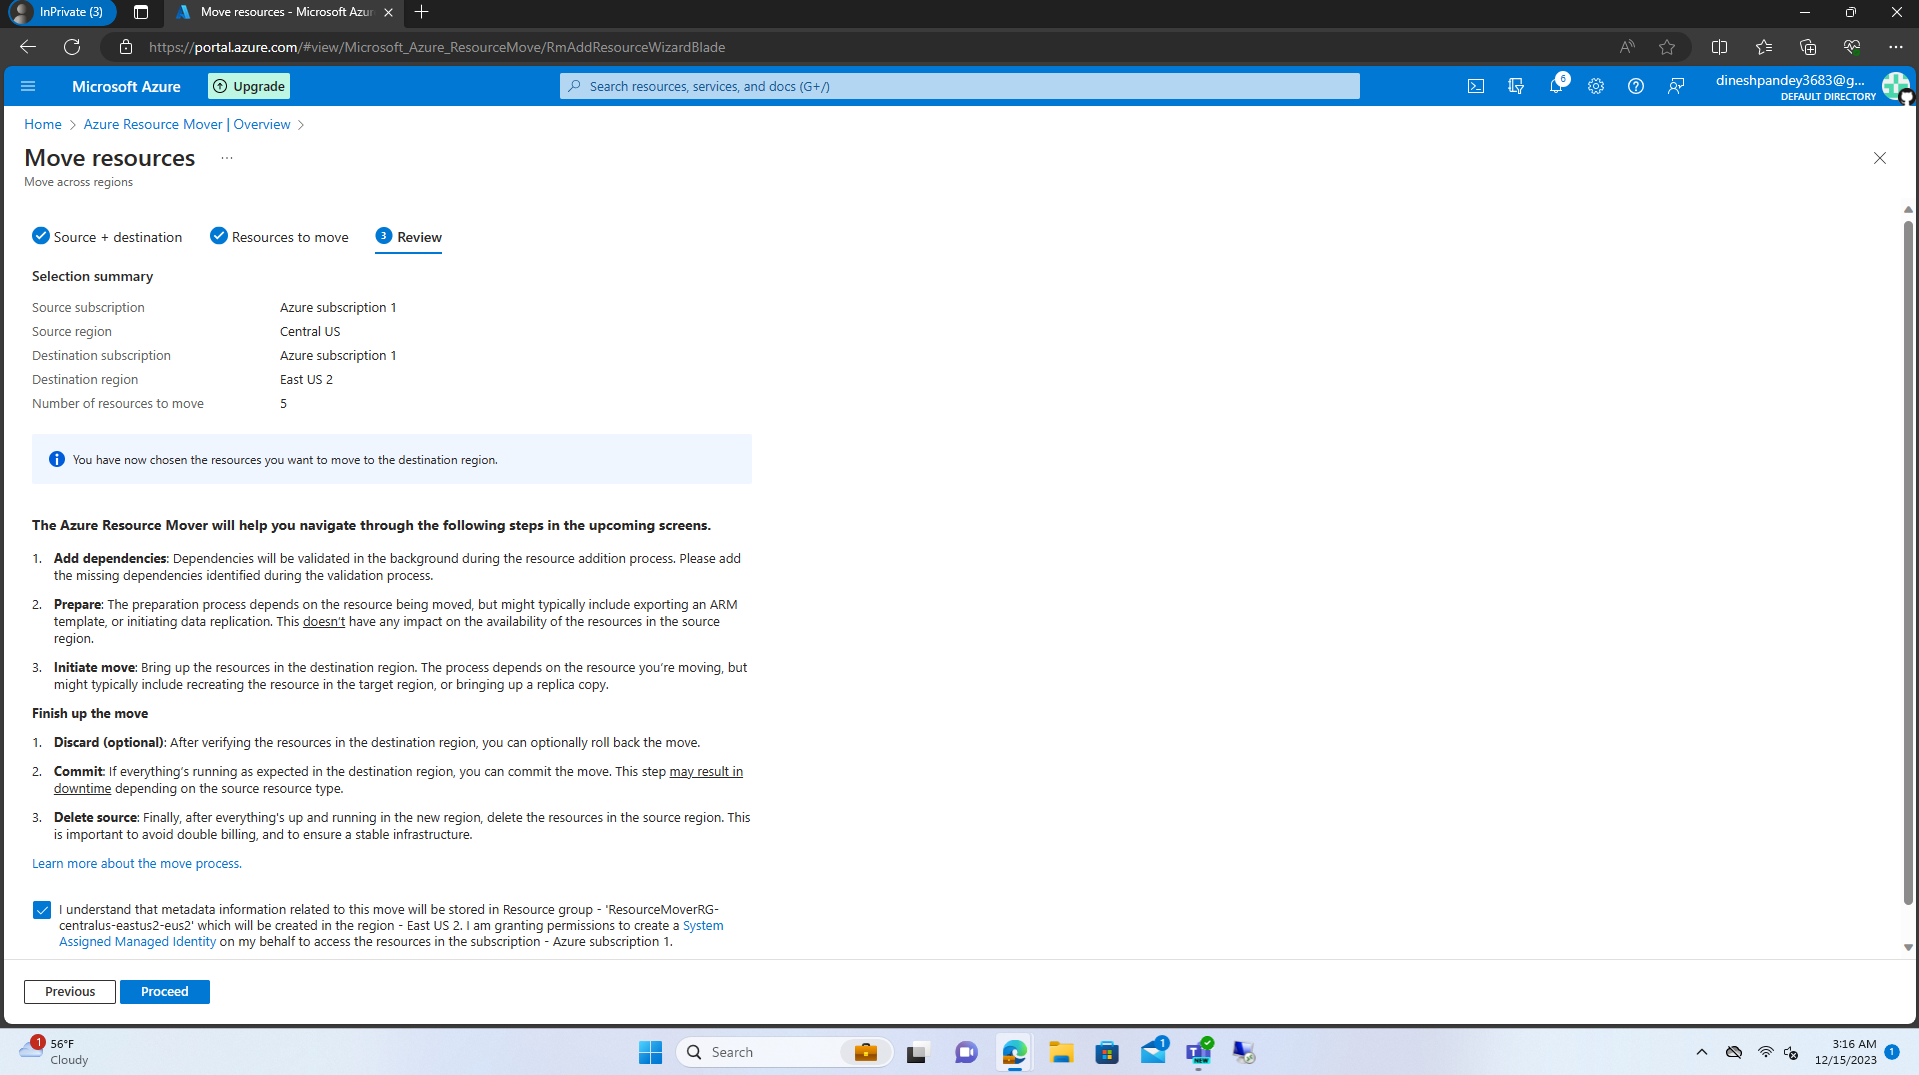 InPrivate (3)
Move resources - Microsoft Azur
https://portal.azure.com/#view/Microsoft_Azure_ResourceMove/RmAddResourceWizardBlade
Microsoft Azure
Upgrade
Search resources, services, and docs (G+/)
6
dineshpandey3683@g...
DEFAULT DIRECTORY
Home > Azure Resource Mover | Overview >
Move resources
...
Move across regions
Source + destination
Resources to move
3 Review
Selection summary
Source subscription Azure subscription 1
Source region Central US
Destination subscription Azure subscription 1
Destination region East US 2
Number of resources to move 5
You have now chosen the resources you want to move to the destination region.
The Azure Resource Mover will help you navigate through the following steps in the upcoming screens.
1. Add dependencies: Dependencies will be validated in the background during the resource addition process. Please add
the missing dependencies identified during the validation process.
2. Prepare: The preparation process depends on the resource being moved, but might typically include exporting an ARM
template, or initiating data replication. This doesn't have any impact on the availability of the resources in the source
region.
3. Initiate move: Bring up the resources in the destination region. The process depends on the resource you're moving, but
might typically include recreating the resource in the target region, or bringing up a replica copy.
Finish up the move
1. Discard (optional): After verifying the resources in the destination region, you can optionally roll back the move.
2. Commit: If everything's running as expected in the destination region, you can commit the move. This step may result in
downtime depending on the source resource type.
3. Delete source: Finally, after everything's up and running in the new region, delete the resources in the source region. This
is important to avoid double billing, and to ensure a stable infrastructure.
Learn more about the move process.
I understand that metadata information related to this move will be stored in Resource group - 'ResourceMoverRG-
centralus-eastus2-eus2' which will be created in the region - East US 2. I am granting permissions to create a System
Assigned Managed Identity on my behalf to access the resources in the subscription - Azure subscription 1.
Previous
Proceed
1
56°F
Cloudy
Search
1
NEW
3:16 AM
12/15/2023
1